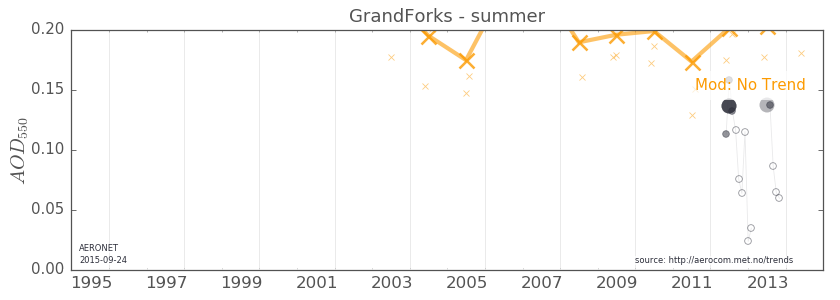 GrandForks - summer
0.20
0.15
0.10
0.05
0.00
AOD550
Mod: No Trend
AERONET
2015-09-24
source: http://aerocom.met.no/trends
1995 1997 1999 2001 2003 2005 2007 2009 2011 2013